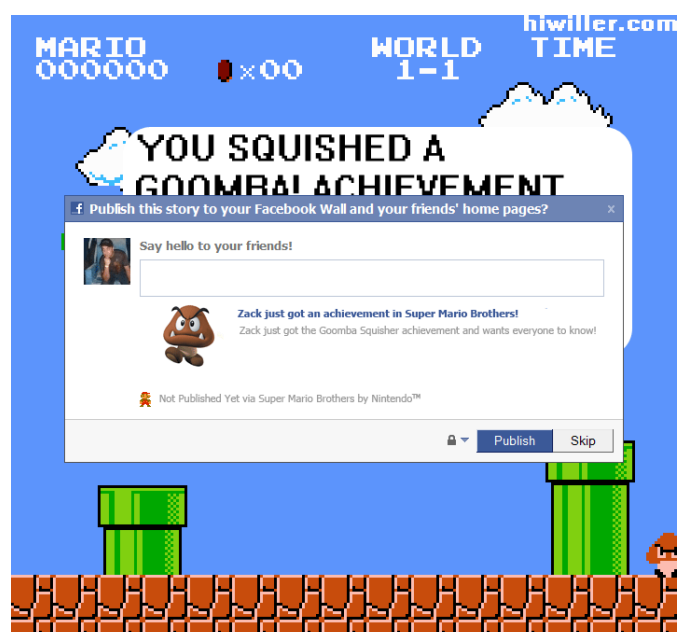 hiwiller.com
MARIO WORLD TIME
000000 ×00 1-1
YOU SQUISHED A
GOOMBA! ACHIEVEMENT
f Publish this story to your Facebook Wall and your friends' home pages? x
Say hello to your friends!
Zack just got an achievement in Super Mario Brothers!
Zack just got the Goomba Squisher achievement and wants everyone to know!
Not Published Yet via Super Mario Brothers by Nintendo™
Publish Skip